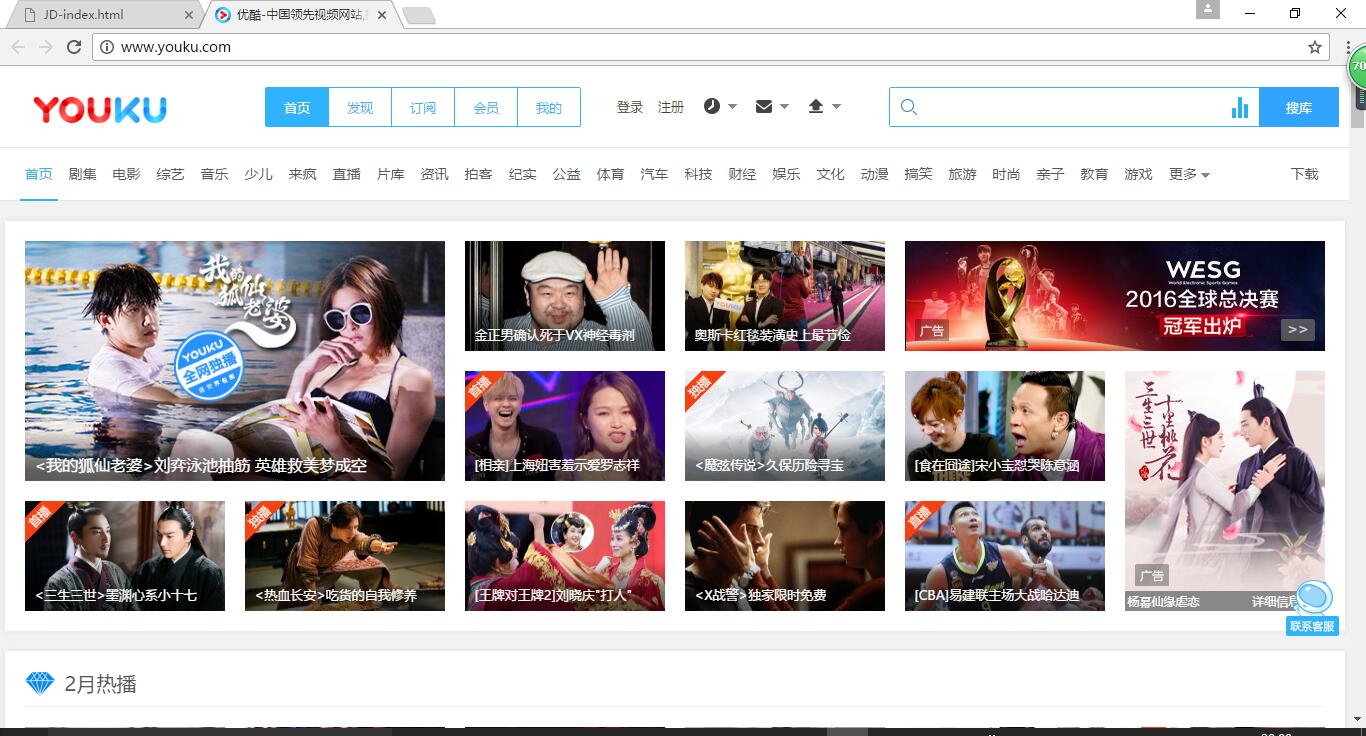 JD-index.html
优酷-中国领先视频网站,
www.youku.com
70
YOUKU
首页 发现 订阅 会员 我的
登录 注册
搜库
首页 剧集 电影 综艺 音乐 少儿 来疯 直播 片库 资讯 拍客 纪实 公益 体育 汽车 科技 财经 娱乐 文化 动漫 搞笑 旅游 时尚 亲子 教育 游戏 更多 下载
我的狐仙老婆
YOUKU
全网独播
<我的狐仙老婆>刘弈泳池抽筋 英雄救美梦成空
金正男确认死于VX神经毒剂
YOUKU
奥斯卡红毯装潢史上最节俭
WESG
World Electronic Sports Games
2016全球总决赛
冠军出炉
广告
>>
首播
[相亲]上海妞害羞示爱罗志祥
独播
<魔弦传说>久保历险寻宝
[食在囧途]宋小宝怼哭陈意涵
三生三世
十里桃花
广告
杨幂仙缘虐恋 详细信息
首播
<三生三世>墨渊心系小十七
独播
<热血长安>吃货的自我修养
[王牌对王牌2]刘晓庆"打人"
<X战警>独家限时免费
直播
[CBA]易建联主场大战哈达迪
联系客服
2月热播